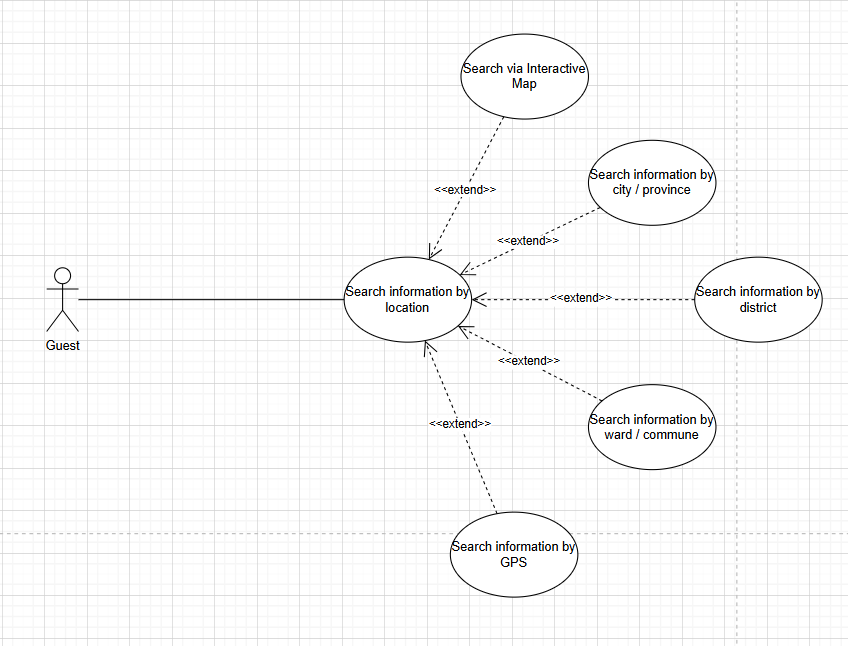 Search via Interactive
Map
<<extend>>
Search information by
city / province
<<extend>>
Search information by
location
<<extend>>
Search information by
district
Guest
<<extend>>
Search information by
ward / commune
<<extend>>
Search information by
GPS